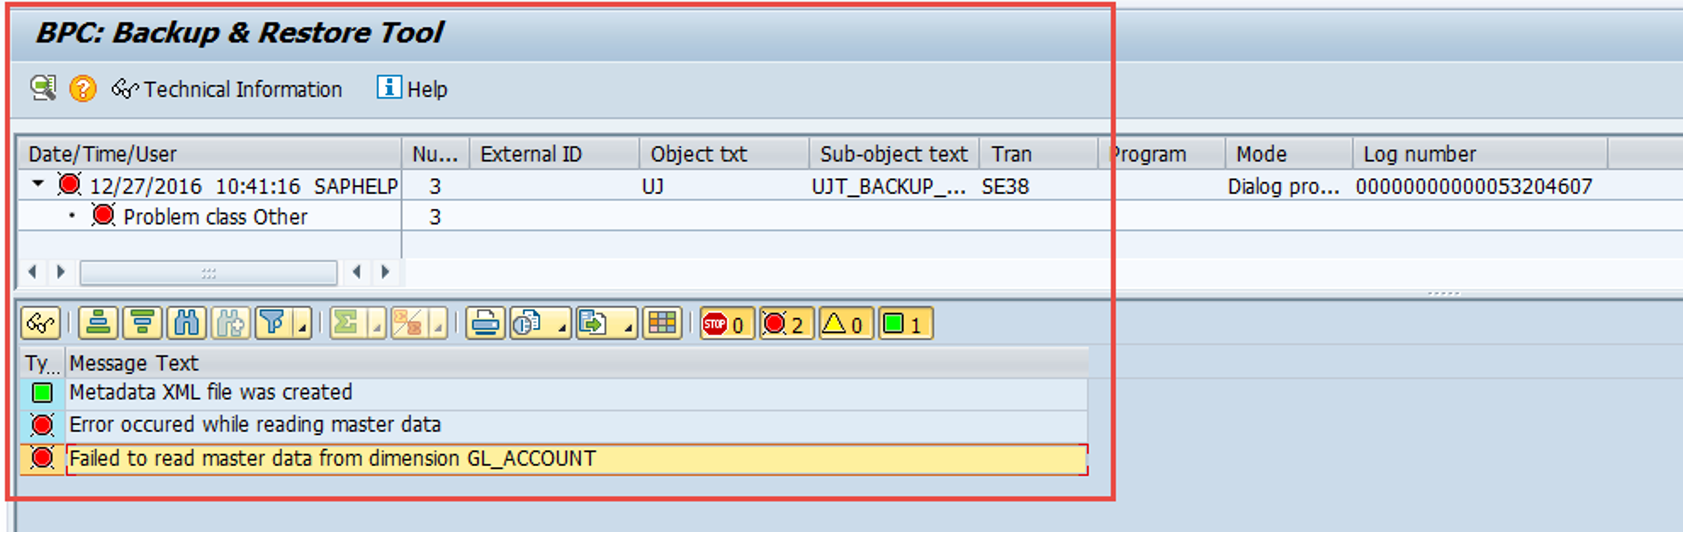 BPC: Backup & Restore Tool
Technical Information Help
Date/Time/User Nu... External ID Object txt Sub-object text Tran Program Mode Log number
12/27/2016 10:41:16 SAPHELP 3 UJ UJT_BACKUP_... SE38 Dialog pro... 00000000000053204607
Problem class Other 3
STOP 0 2 0 1
Ty... Message Text
Metadata XML file was created
Error occured while reading master data
Failed to read master data from dimension GL_ACCOUNT